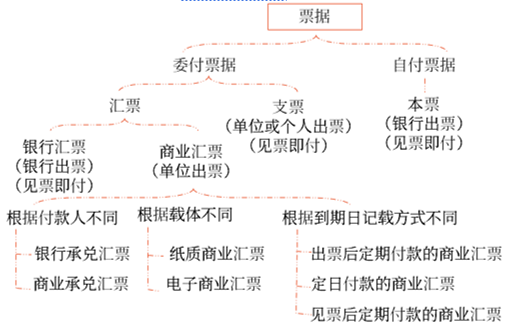 票据
委付票据
自付票据
汇票
支票
(单位或个人出票)
(见票即付)
本票
(银行出票)
(见票即付)
银行汇票
(银行出票)
(见票即付)
商业汇票
(单位出票)
根据付款人不同
根据载体不同
根据到期日记载方式不同
银行承兑汇票
纸质商业汇票
出票后定期付款的商业汇票
商业承兑汇票
电子商业汇票
定日付款的商业汇票
见票后定期付款的商业汇票